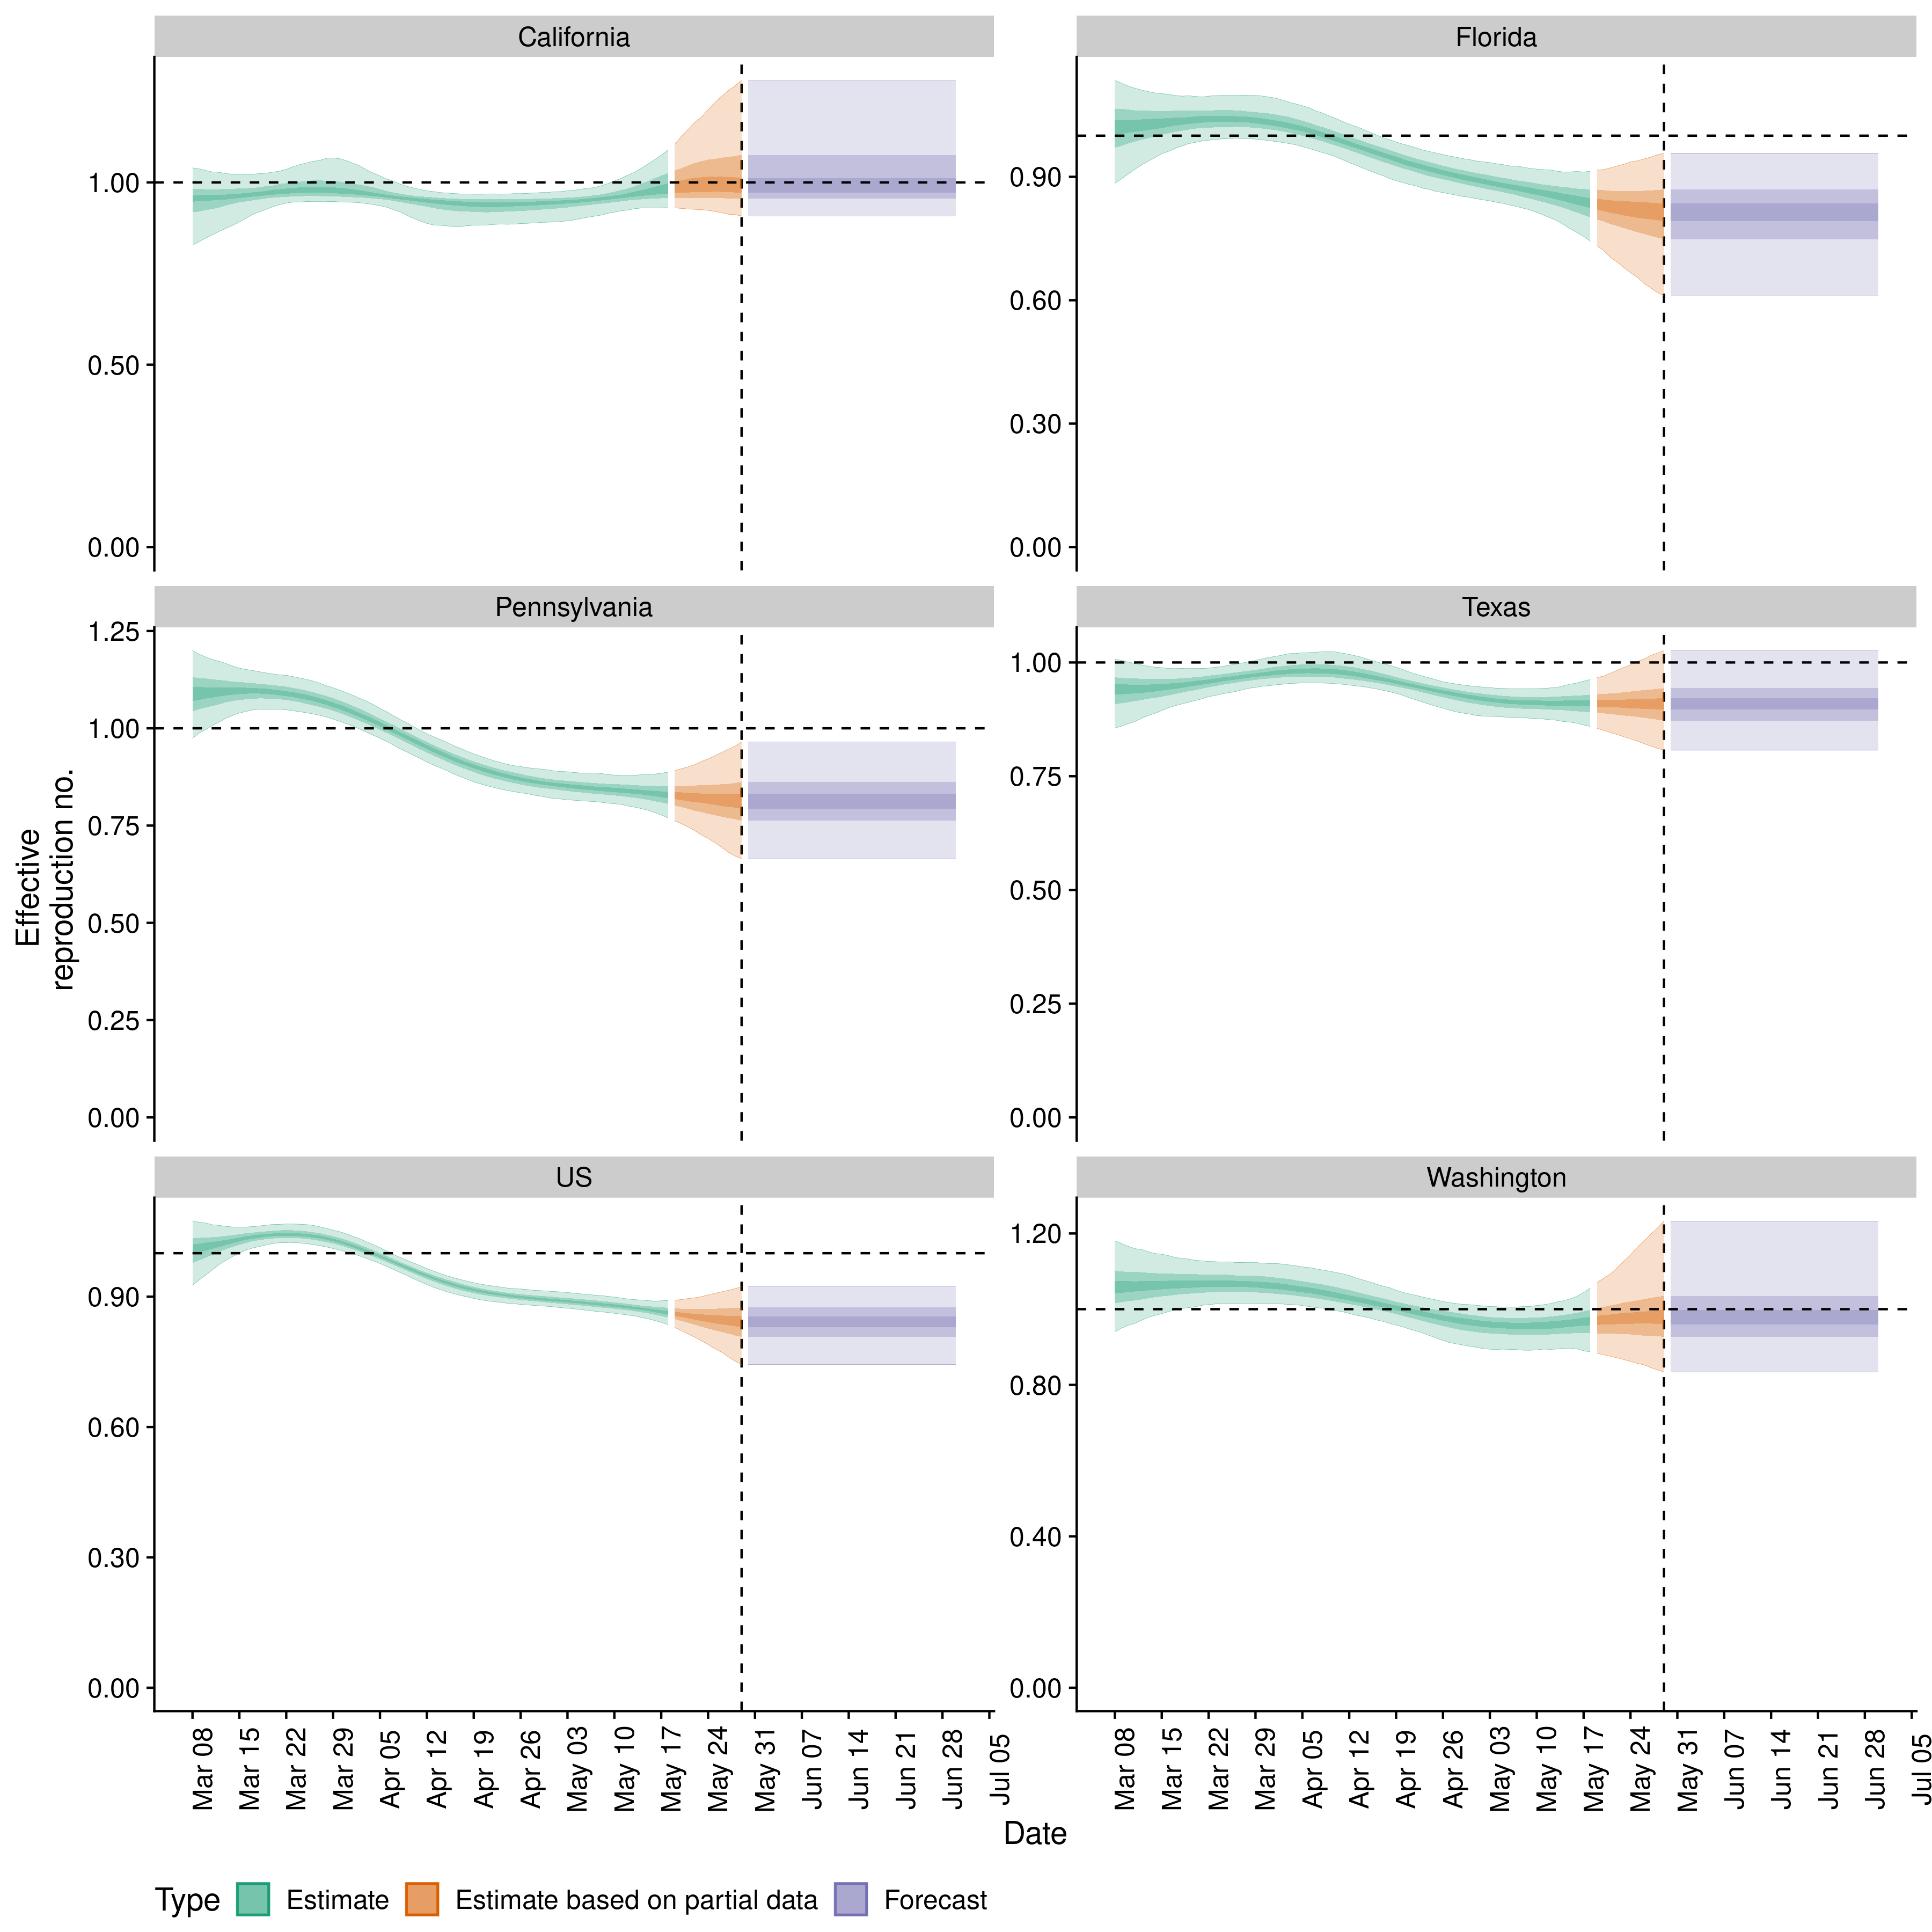 California
Florida
1.00
0.50
0.00
0.90
0.60
0.30
0.00
Pennsylvania
Texas
1.25
1.00
0.75
0.50
0.25
0.00
1.00
0.75
0.50
0.25
0.00
Effective
reproduction no.
US
Washington
0.90
0.60
0.30
0.00
1.20
0.80
0.40
0.00
Mar 08
Mar 15
Mar 22
Mar 29
Apr 05
Apr 12
Apr 19
Apr 26
May 03
May 10
May 17
May 24
May 31
Jun 07
Jun 14
Jun 21
Jun 28
Jul 05
Mar 08
Mar 15
Mar 22
Mar 29
Apr 05
Apr 12
Apr 19
Apr 26
May 03
May 10
May 17
May 24
May 31
Jun 07
Jun 14
Jun 21
Jun 28
Jul 05
Date
Type Estimate Estimate based on partial data Forecast